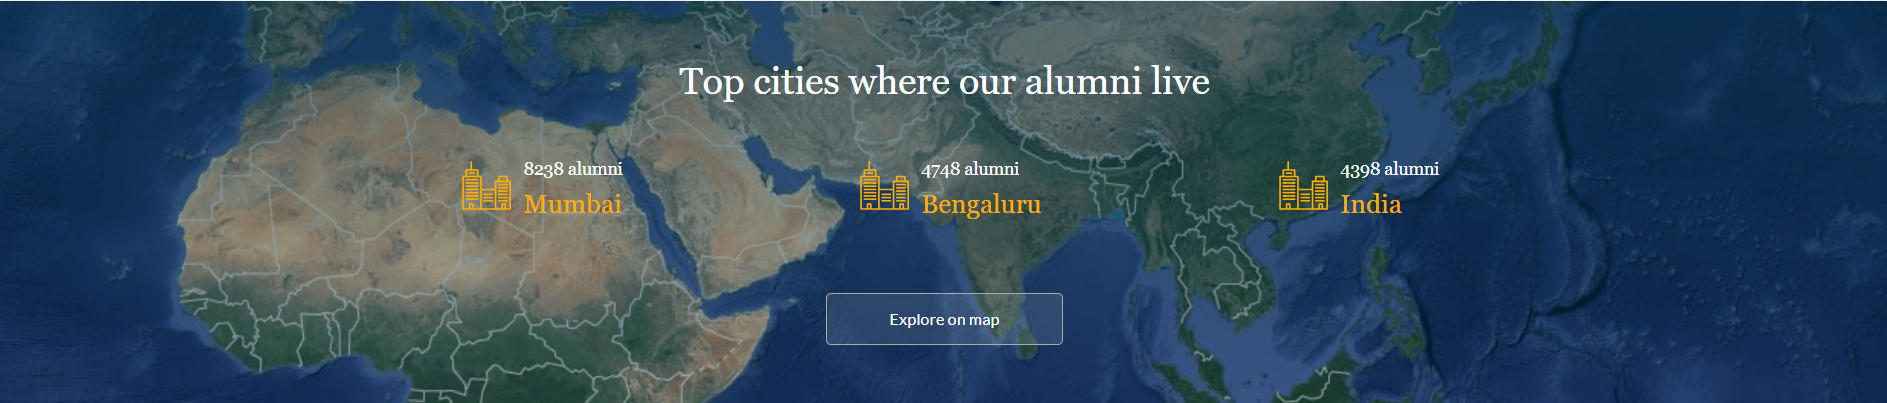 Top cities where our alumni live
8238 alumni
Mumbai
4748 alumni
Bengaluru
4398 alumni
India
Explore on map